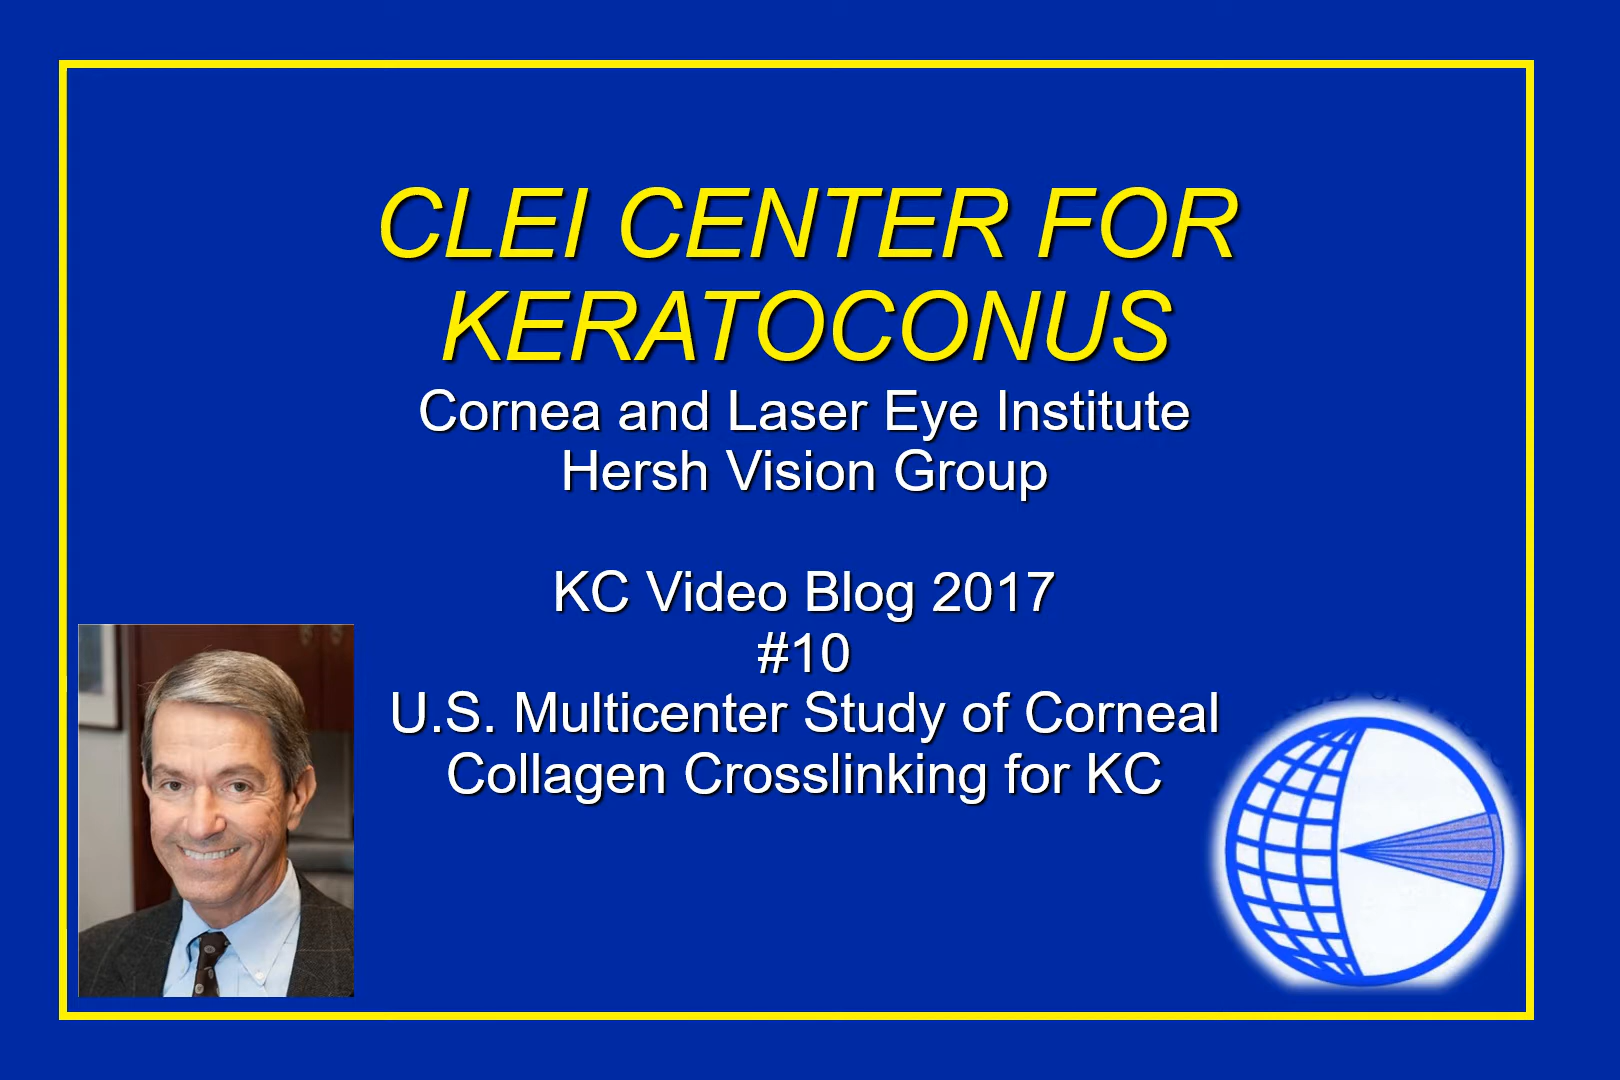 CLEI CENTER FOR
KERATOCONUS
Cornea and Laser Eye Institute
Hersh Vision Group
KC Video Blog 2017
#10
U.S. Multicenter Study of Corneal
Collagen Crosslinking for KC